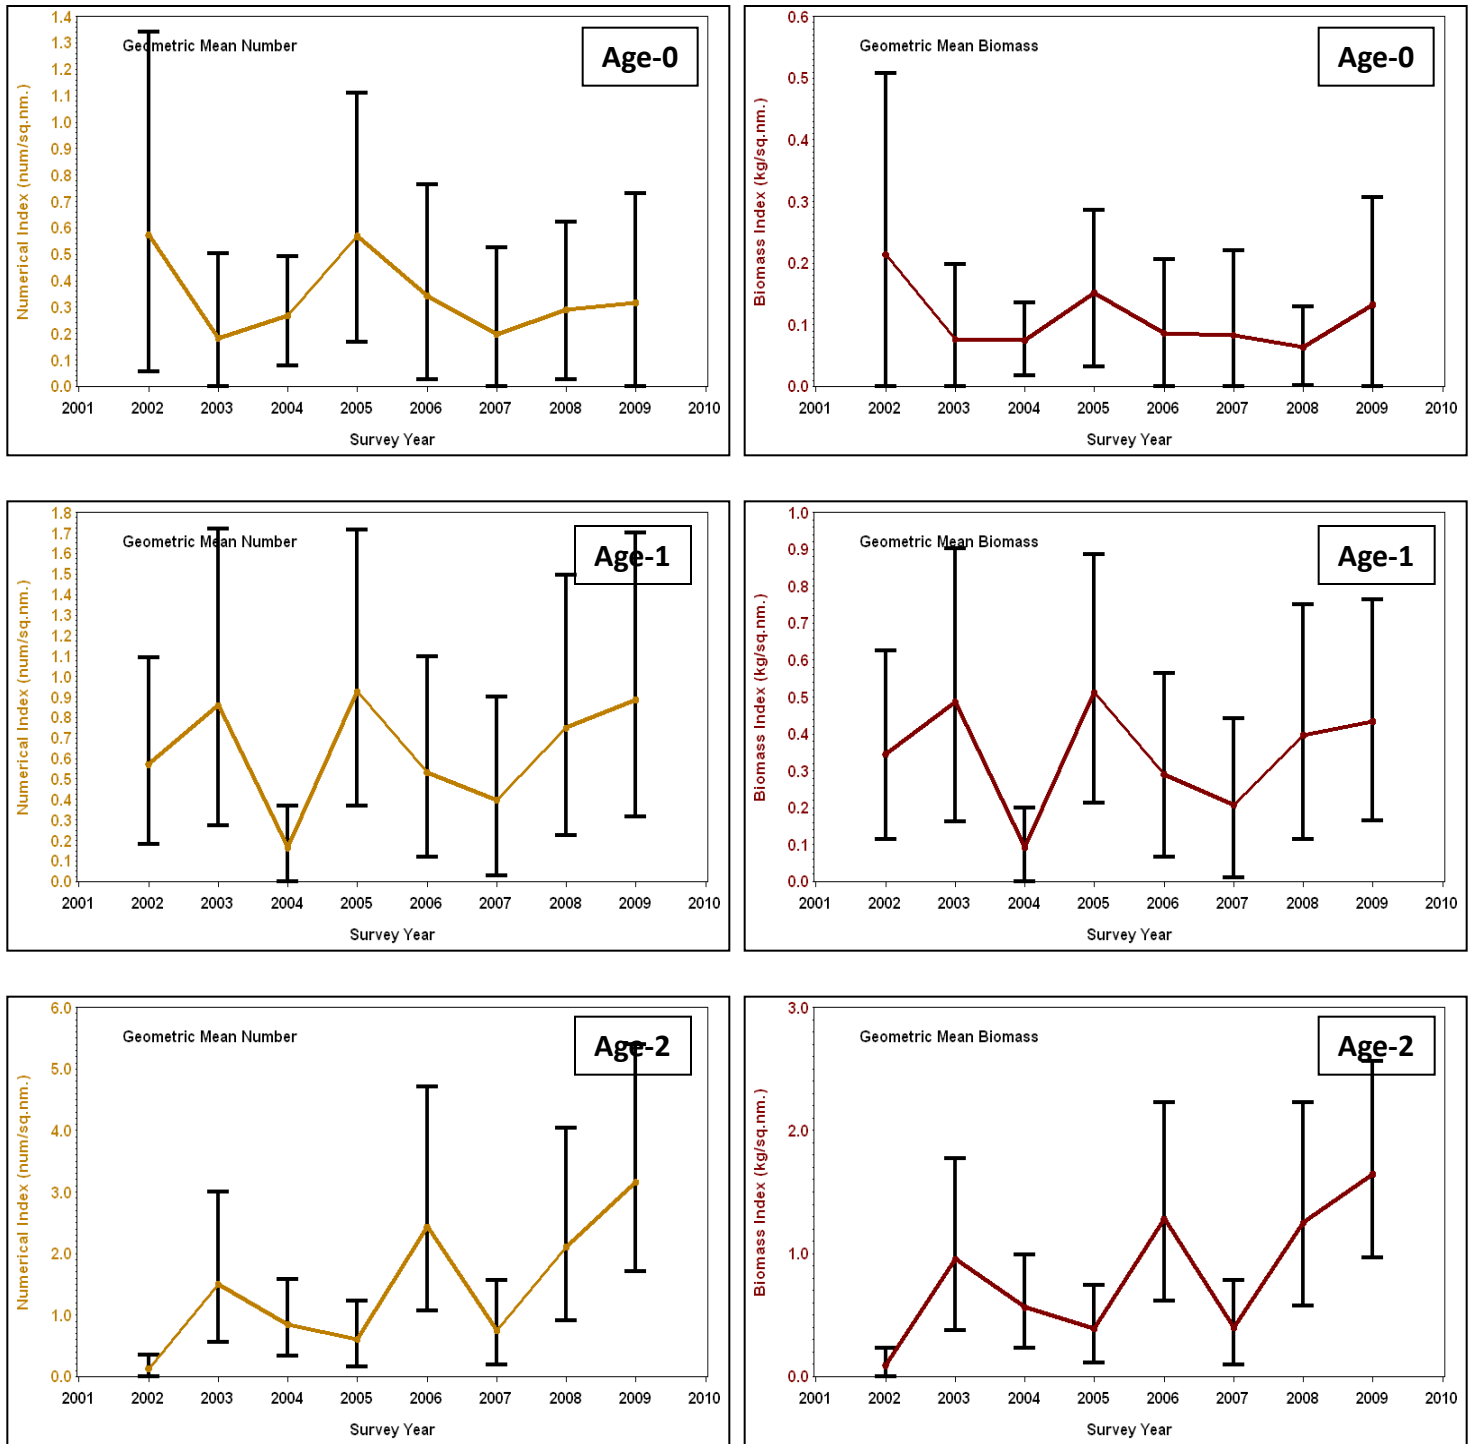 Geometric Mean Number
Age-0
Numerical Index (num/sq.nm.)
1.4
1.3
1.2
1.1
1.0
0.9
0.8
0.7
0.6
0.5
0.4
0.3
0.2
0.1
0.0
2001 2002 2003 2004 2005 2006 2007 2008 2009 2010
Survey Year
Geometric Mean Biomass
Age-0
Biomass Index (kg/sq.nm.)
0.6
0.5
0.4
0.3
0.2
0.1
0.0
2001 2002 2003 2004 2005 2006 2007 2008 2009 2010
Survey Year
Geometric Mean Number
Age-1
Numerical Index (num/sq.nm.)
1.8
1.7
1.6
1.5
1.4
1.3
1.2
1.1
1.0
0.9
0.8
0.7
0.6
0.5
0.4
0.3
0.2
0.1
0.0
2001 2002 2003 2004 2005 2006 2007 2008 2009 2010
Survey Year
Geometric Mean Biomass
Age-1
Biomass Index (kg/sq.nm.)
1.0
0.9
0.8
0.7
0.6
0.5
0.4
0.3
0.2
0.1
0.0
2001 2002 2003 2004 2005 2006 2007 2008 2009 2010
Survey Year
Geometric Mean Number
Age-2
Numerical Index (num/sq.nm.)
6.0
5.0
4.0
3.0
2.0
1.0
0.0
2001 2002 2003 2004 2005 2006 2007 2008 2009 2010
Survey Year
Geometric Mean Biomass
Age-2
Biomass Index (kg/sq.nm.)
3.0
2.0
1.0
0.0
2001 2002 2003 2004 2005 2006 2007 2008 2009 2010
Survey Year